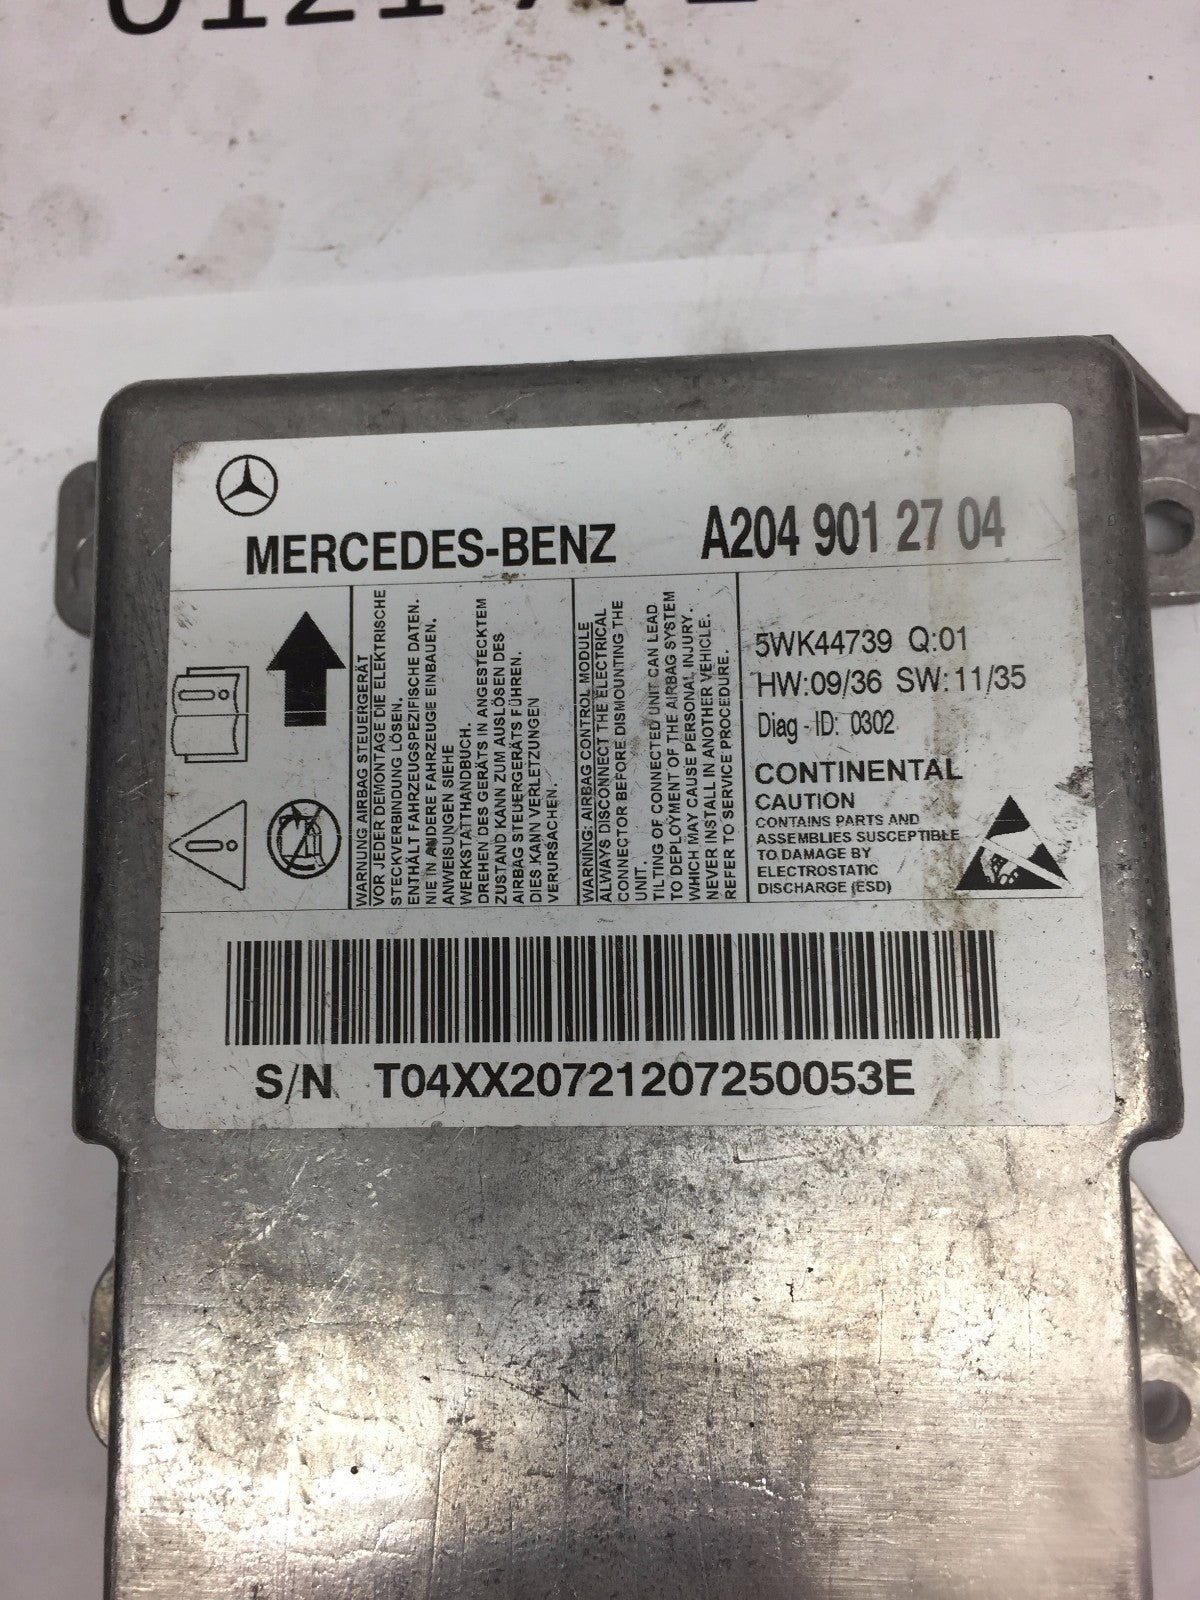 MERCEDES-BENZ
A204 901 27 04
WARNUNG AIRBAG STEUERGERÄT
VOR JEDER DEMONTAGE DIE ELEKTRISCHE
STECKVERBINDUNG LÖSEN.
ENTHÄLT FAHRZEUGSPEZIFISCHE DATEN.
NIE IN ANDERE FAHRZEUGE EINBAUEN.
ANWEISUNGEN SIEHE
WERKSTATTHANDBUCH.
DREHEN DES GERÄTS IN ANGESTECKTEM
ZUSTAND KANN ZUM AUSLÖSEN DES
AIRBAG STEUERGERÄTS FÜHREN.
DIES KANN VERLETZUNGEN
VERURSACHEN.
WARNING: AIRBAG CONTROL MODULE
ALWAYS DISCONNECT THE ELECTRICAL
CONNECTOR BEFORE DISMOUNTING THE
UNIT.
TILTING OF CONNECTED UNIT CAN LEAD
TO DEPLOYMENT OF THE AIRBAG SYSTEM
WHICH MAY CAUSE PERSONAL INJURY.
NEVER INSTALL IN ANOTHER VEHICLE.
REFER TO SERVICE PROCEDURE.
5WK44739 Q:01
HW:09/36 SW:11/35
Diag-ID: 0302
CONTINENTAL
CAUTION
CONTAINS PARTS AND
ASSEMBLIES SUSCEPTIBLE
TO DAMAGE BY
ELECTROSTATIC
DISCHARGE (ESD)
S/N T04XX20721207250053E